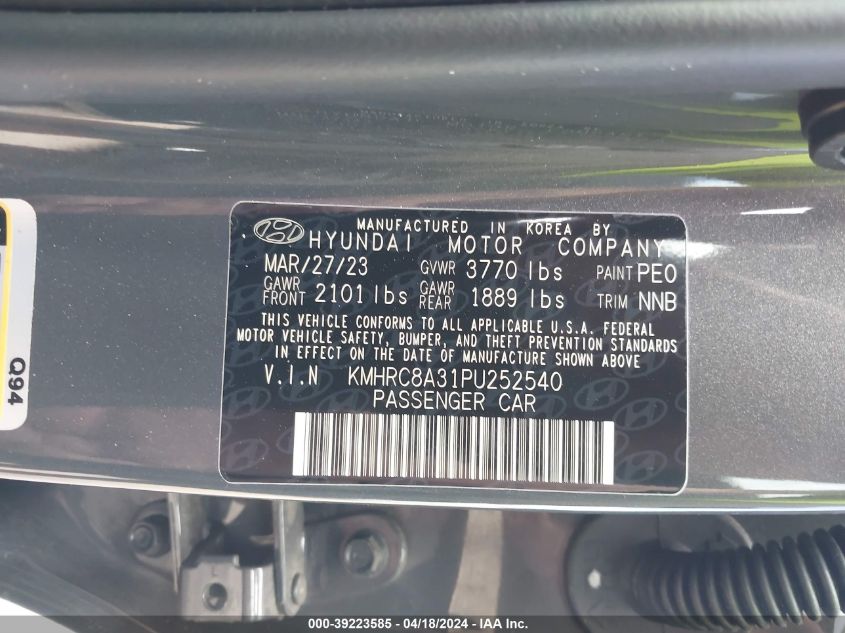 MANUFACTURED IN KOREA BY
HYUNDAI MOTOR COMPANY
MAR/27/23 GVWR 3770 lbs PAINT PE0
GAWR FRONT 2101 lbs GAWR REAR 1889 lbs TRIM NNB
THIS VEHICLE CONFORMS TO ALL APPLICABLE U.S.A. FEDERAL
MOTOR VEHICLE SAFETY, BUMPER, AND THEFT PREVENTION STANDARDS
IN EFFECT ON THE DATE OF MANUFACTURE SHOWN ABOVE
V.I.N KMHRC8A31PU252540
PASSENGER CAR
Q94
000-39223585 - 04/18/2024 - IAA Inc.